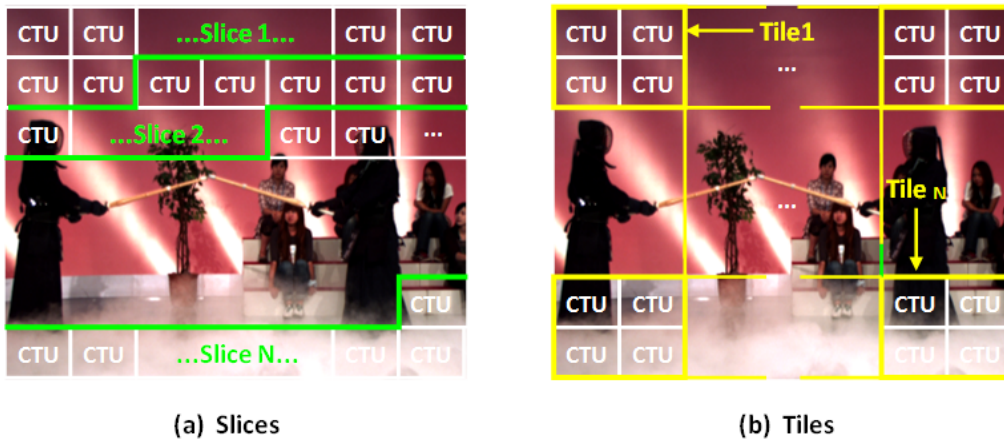 CTU CTU ...Slice 1... CTU CTU
CTU CTU CTU CTU CTU CTU CTU
CTU ...Slice 2... CTU CTU ...
CTU
CTU CTU ...Slice N... CTU CTU
(a) Slices
CTU CTU Tile1 CTU CTU
CTU CTU ... CTU CTU
...
Tile N
CTU CTU CTU CTU
CTU CTU CTU CTU
(b) Tiles